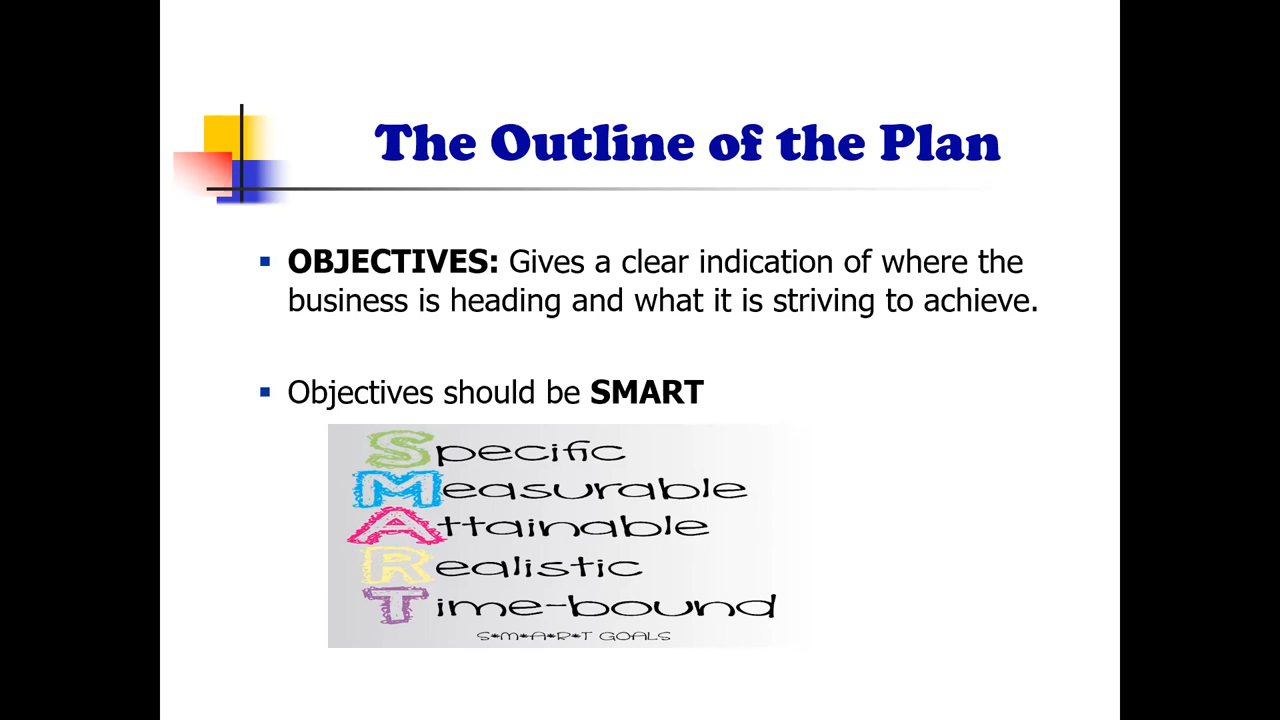 The Outline of the Plan
OBJECTIVES: Gives a clear indication of where the
business is heading and what it is striving to achieve.
Objectives should be SMART
Specific
Measurable
Attainable
Realistic
Time-bound
S*M*A*R*T GOALS